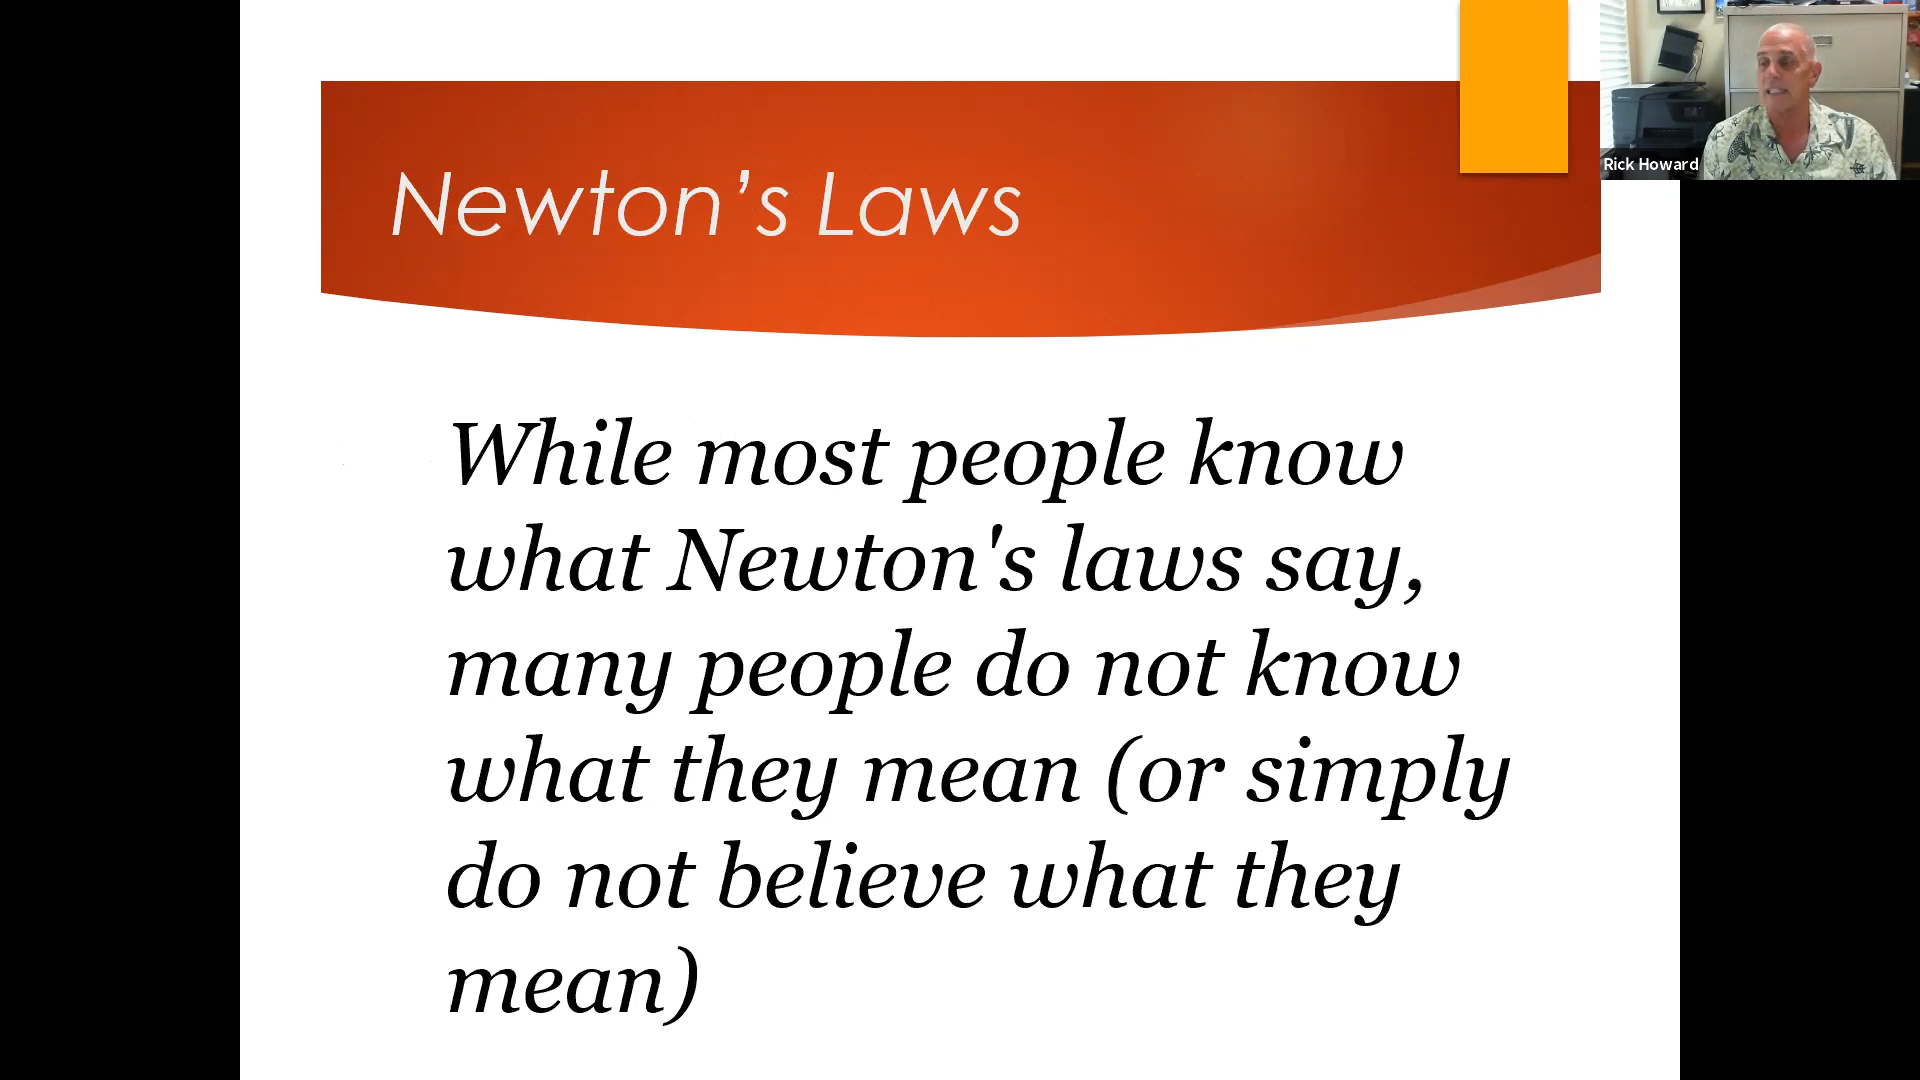 Newton’s Laws
Rick Howard
While most people know
what Newton's laws say,
many people do not know
what they mean (or simply
do not believe what they
mean)